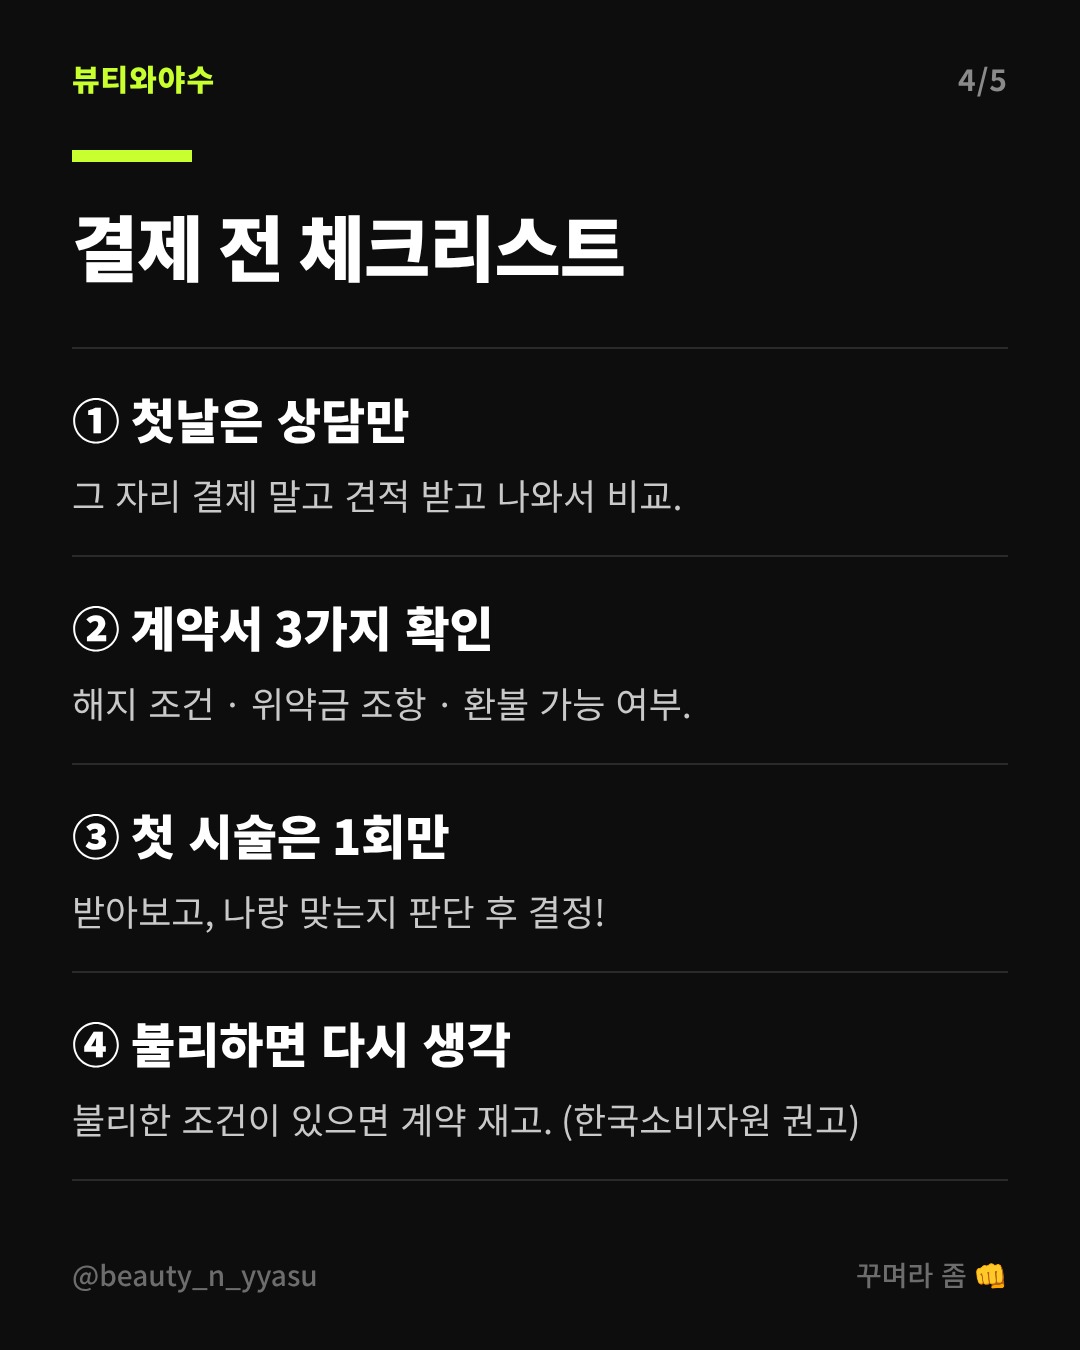 뷰티와야수
4/5
결제 전 체크리스트
① 첫날은 상담만
그 자리 결제 말고 견적 받고 나와서 비교.
② 계약서 3가지 확인
해지 조건 · 위약금 조항 · 환불 가능 여부.
③ 첫 시술은 1회만
받아보고, 나랑 맞는지 판단 후 결정!
④ 불리하면 다시 생각
불리한 조건이 있으면 계약 재고. (한국소비자원 권고)
@beauty_n_yyasu
꾸며라 좀 👊